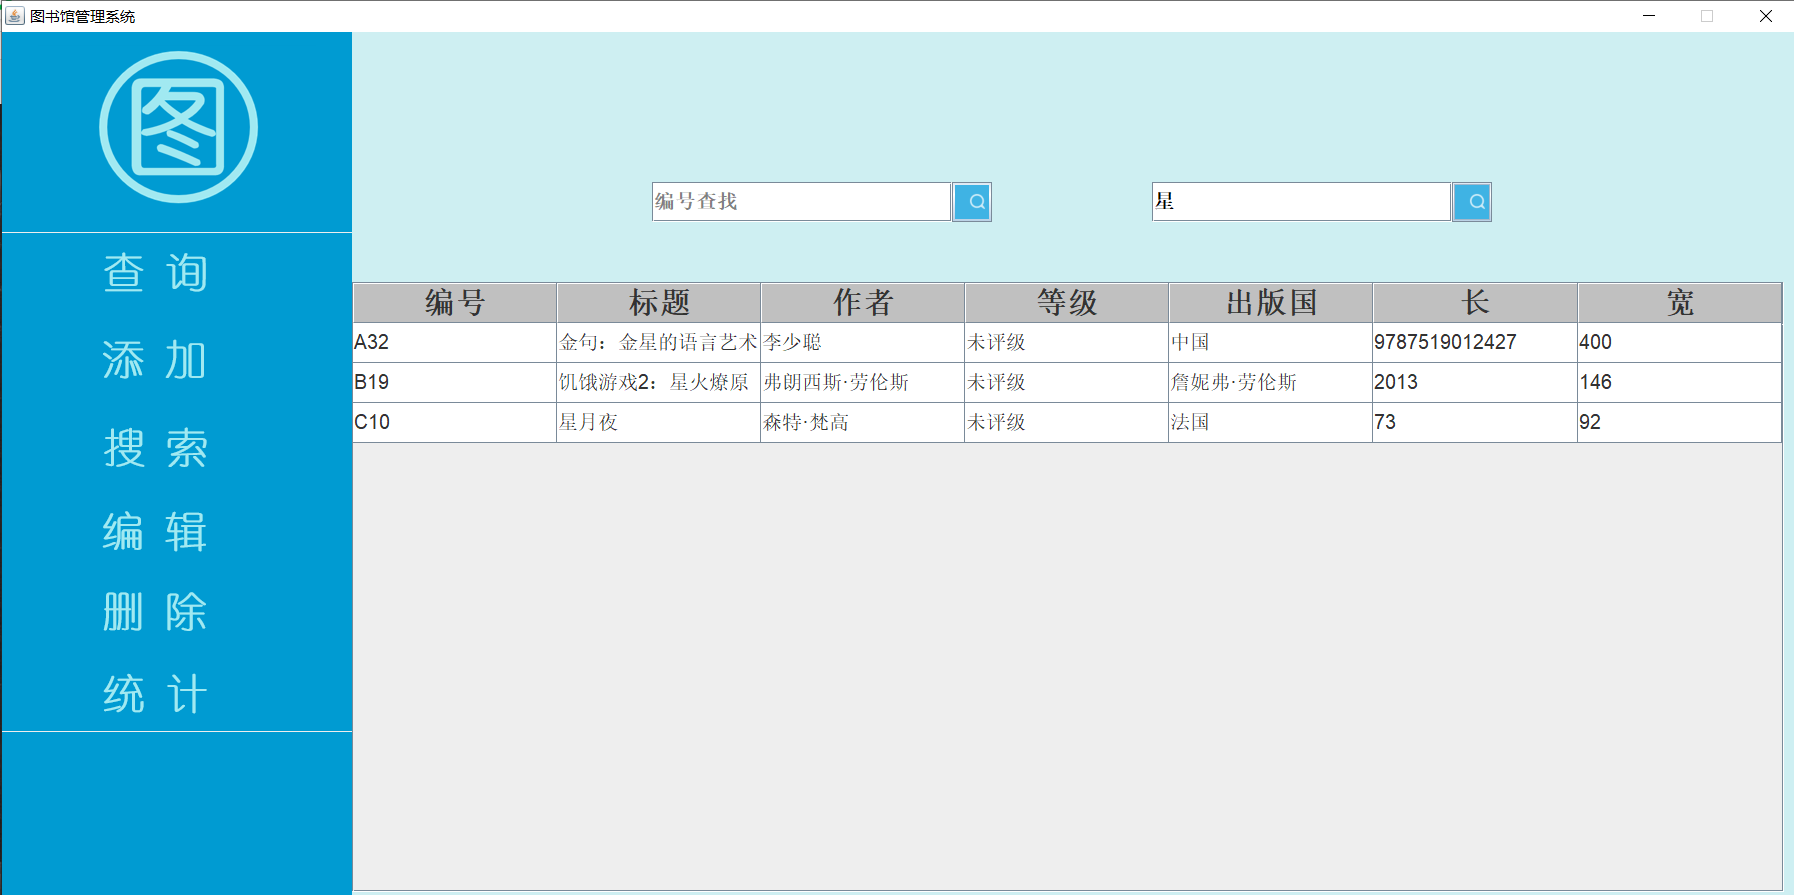 图书馆管理系统
图
查 询
添 加
搜 索
编 辑
删 除
统 计
编号查找 星
编号 标题 作者 等级 出版国 长 宽
A32 金句：金星的语言艺术 李少聪 未评级 中国 9787519012427 400
B19 饥饿游戏2：星火燎原 弗朗西斯·劳伦斯 未评级 詹妮弗·劳伦斯 2013 146
C10 星月夜 森特·梵高 未评级 法国 73 92